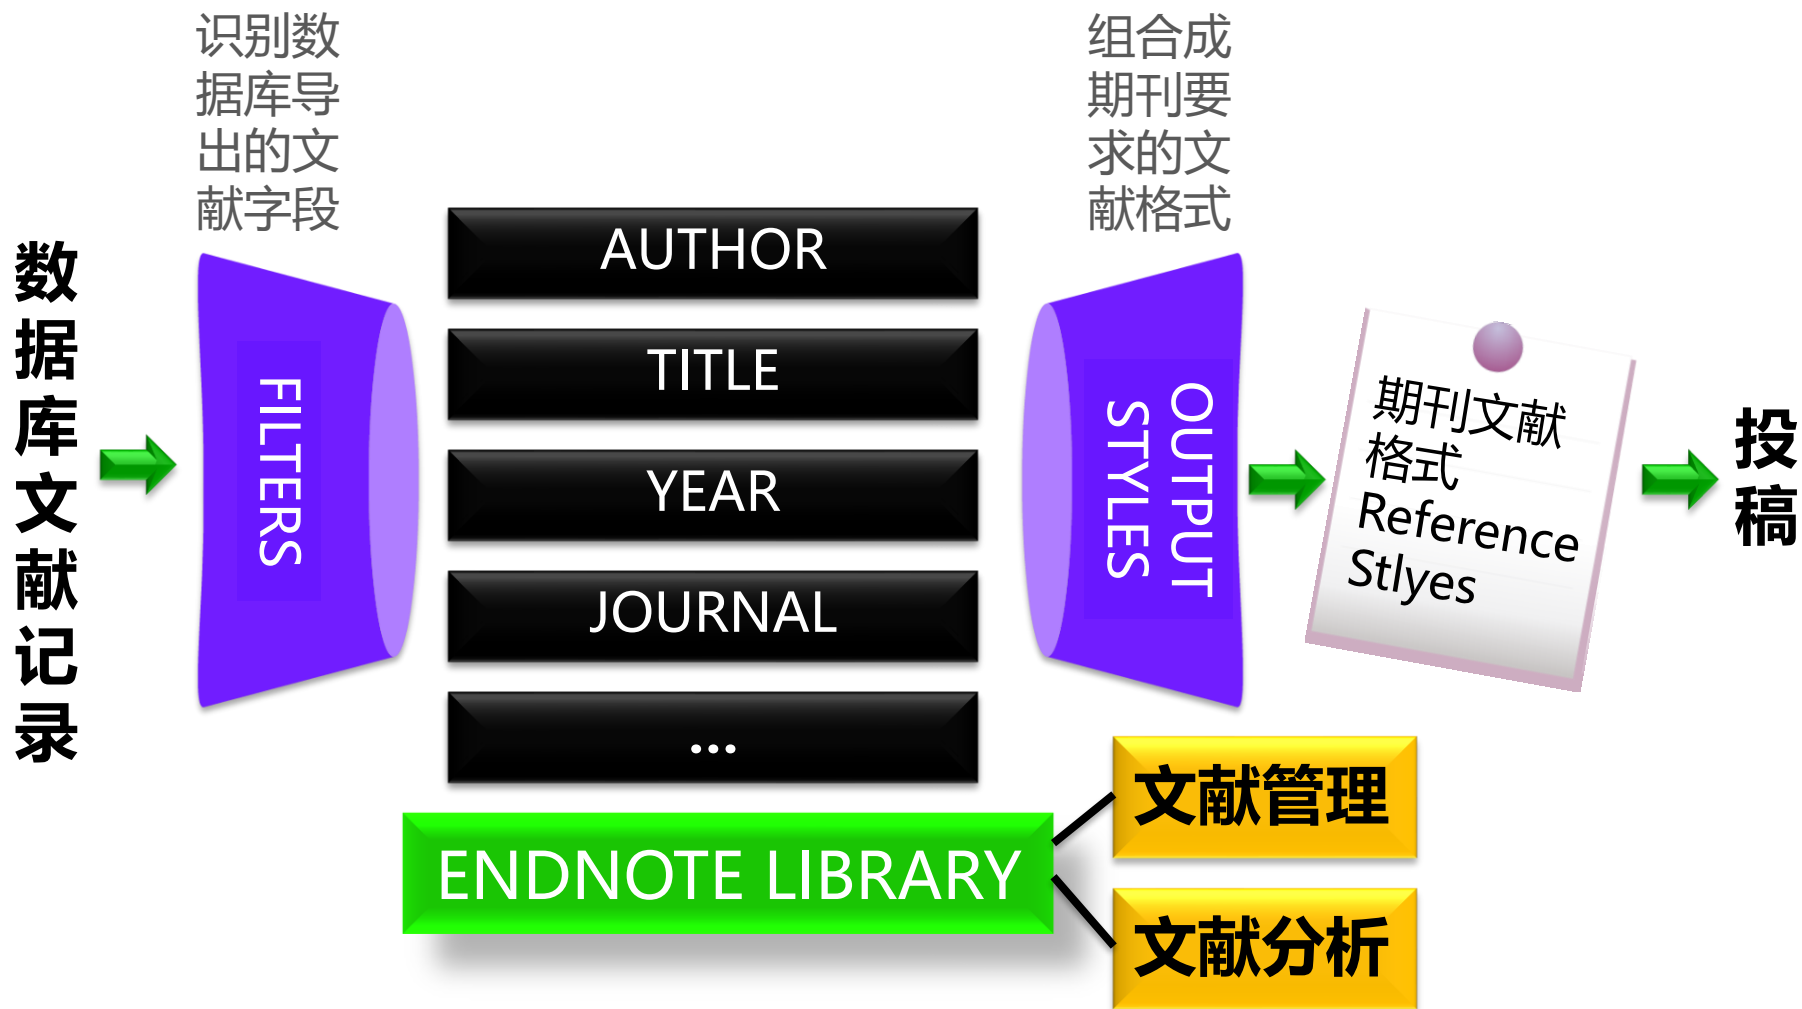 数据库文献记录
识别数
据库导
出的文
献字段
FILTERS
AUTHOR
TITLE
YEAR
JOURNAL
...
ENDNOTE LIBRARY
文献管理
文献分析
组合成
期刊要
求的文
献格式
OUTPUT
STYLES
期刊文献
格式
Reference
Stlyes
投稿